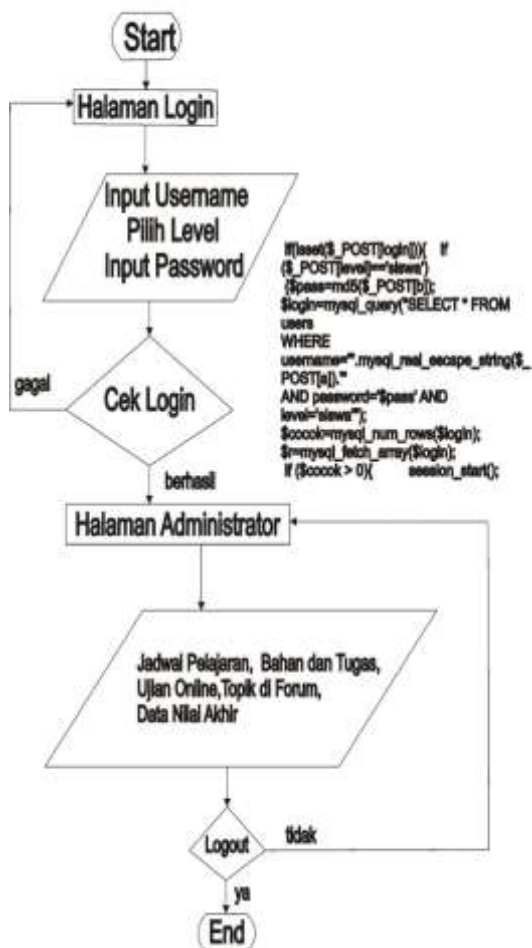 Start
Halaman Login
Input Username
Pilih Level
Input Password
If(isset($_POST[login])){ If
($_POST[level]=='siswa')
{$pass=md5($_POST[b]);
$login=mysql_query("SELECT * FROM
users
WHERE
username='".mysql_real_escape_string($_
POST[a])."'
AND password='$pass' AND
level='siswa'");
$cocok=mysql_num_rows($login);
$r=mysql_fetch_array($login);
If ($cocok > 0){ session_start();
gagal
Cek Login
berhasil
Halaman Administrator
Jadwal Pelajaran, Bahan dan Tugas,
Ujian Online,Topik di Forum,
Data Nilai Akhir
Logout
tidak
ya
End